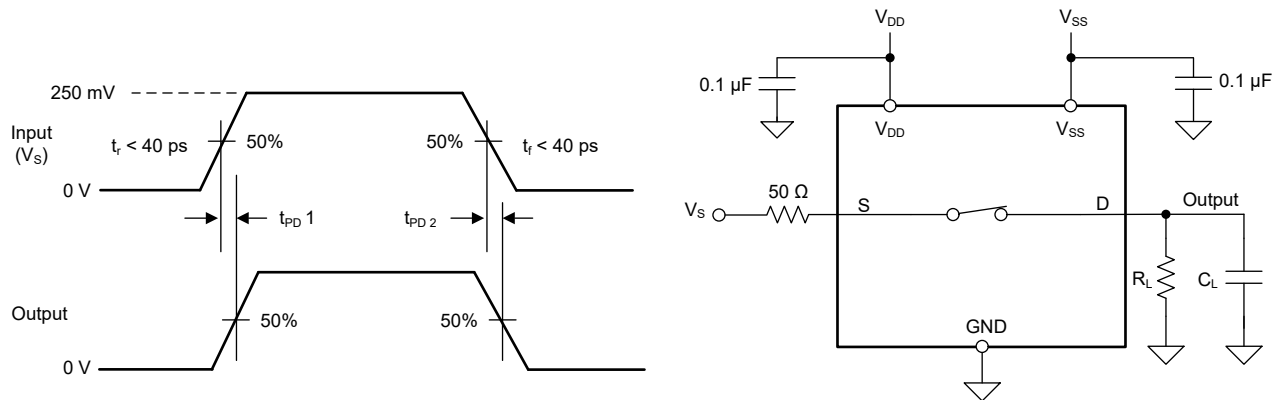 250 mV
Input
(VS)
tr < 40 ps
50%
50%
tf < 40 ps
0 V
tPD 1
tPD 2
Output
50%
50%
0 V
VDD
VSS
0.1 µF
0.1 µF
VDD
VSS
50 Ω
VS
S
D
Output
RL
CL
GND